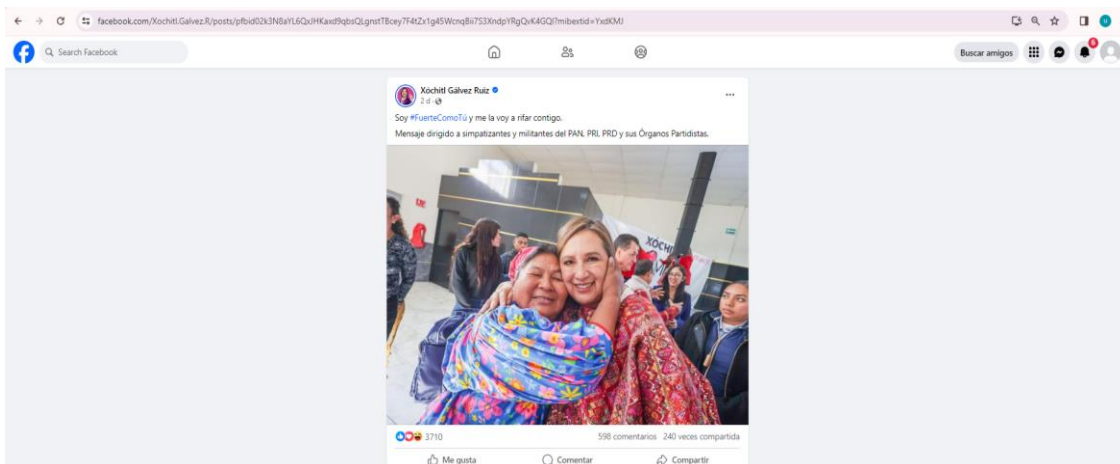 facebook.com/Xochitl.Galvez.R/posts/pfbid02k3N8aYL6QxJHKaxd9qbsQLgnstTBcey7F4tZx1g45Wcnq8ii7S3XndpYRgQvK4GQl?mibextid=YxdKMJ
Search Facebook
Buscar amigos
6
Xóchitl Gálvez Ruiz
2 d
Soy #FuerteComoTú y me la voy a rifar contigo.
Mensaje dirigido a simpatizantes y militantes del PAN, PRI, PRD y sus Órganos Partidistas.
XÓCHI
3710
598 comentarios 240 veces compartida
Me gusta
Comentar
Compartir